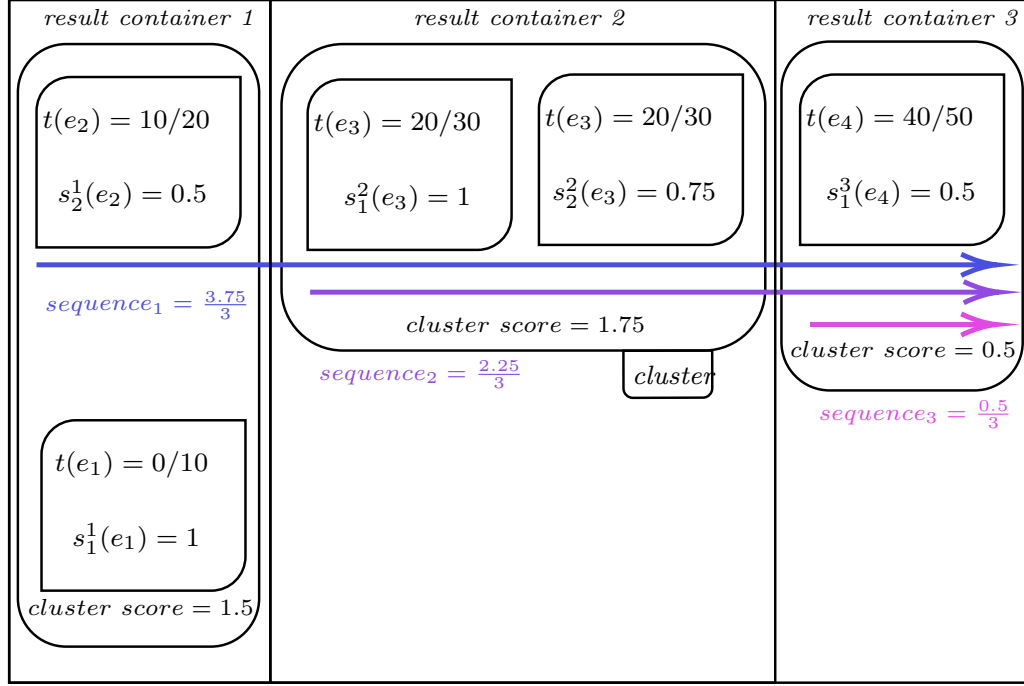 result container 1
t(e₂) = 10/20
s₂¹(e₂) = 0.5
sequence₁ = 3.75/3
t(e₁) = 0/10
s₁¹(e₁) = 1
cluster score = 1.5
result container 2
t(e₃) = 20/30
s₁²(e₃) = 1
t(e₃) = 20/30
s₂²(e₃) = 0.75
cluster score = 1.75
cluster
sequence₂ = 2.25/3
result container 3
t(e₄) = 40/50
s₁³(e₄) = 0.5
cluster score = 0.5
sequence₃ = 0.5/3